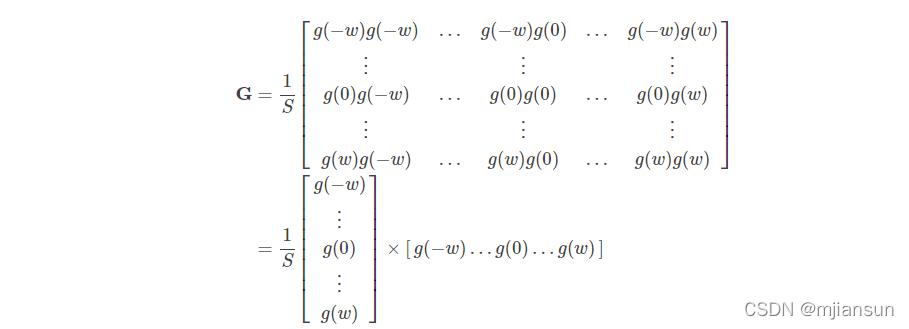 g(−w)g(−w) … g(−w)g(0) … g(−w)g(w)
⋮ ⋮ ⋮
G = 1/S [ g(0)g(−w) … g(0)g(0) … g(0)g(w) ]
⋮ ⋮ ⋮
g(w)g(−w) … g(w)g(0) … g(w)g(w)
g(−w)
⋮
= 1/S [ g(0) ] × [ g(−w) … g(0) … g(w) ]
⋮
g(w)
CSDN @mjiansun